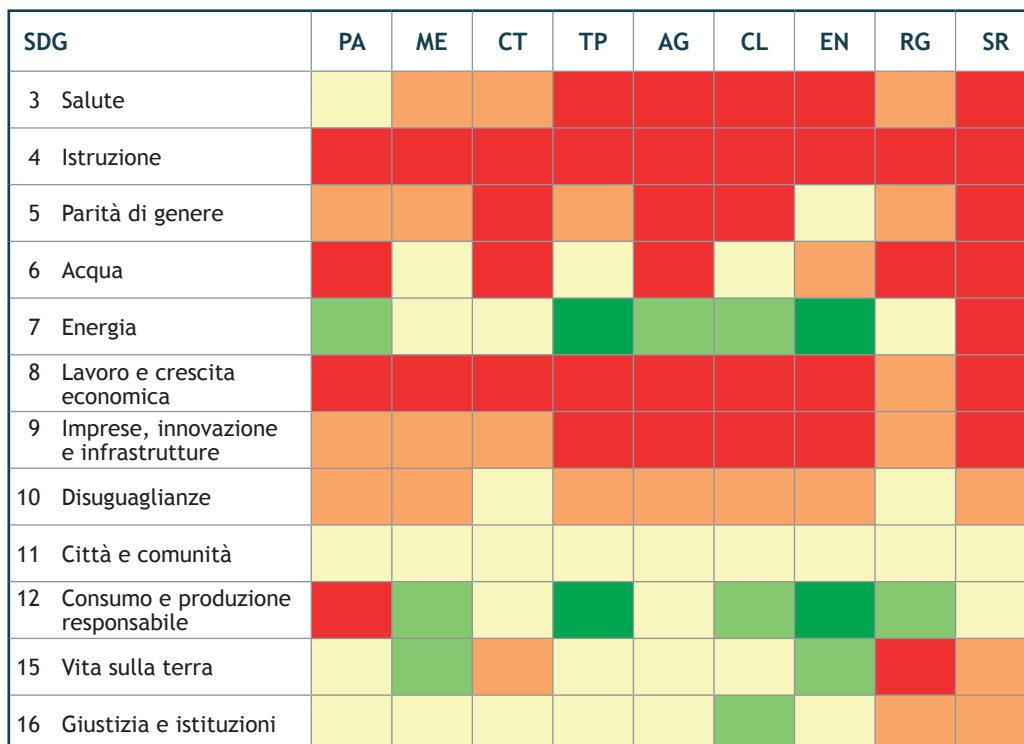 SDG PA ME CT TP AG CL EN RG SR
3 Salute
4 Istruzione
5 Parità di genere
6 Acqua
7 Energia
8 Lavoro e crescita
economica
9 Imprese, innovazione
e infrastrutture
10 Disuguaglianze
11 Città e comunità
12 Consumo e produzione
responsabile
15 Vita sulla terra
16 Giustizia e istituzioni